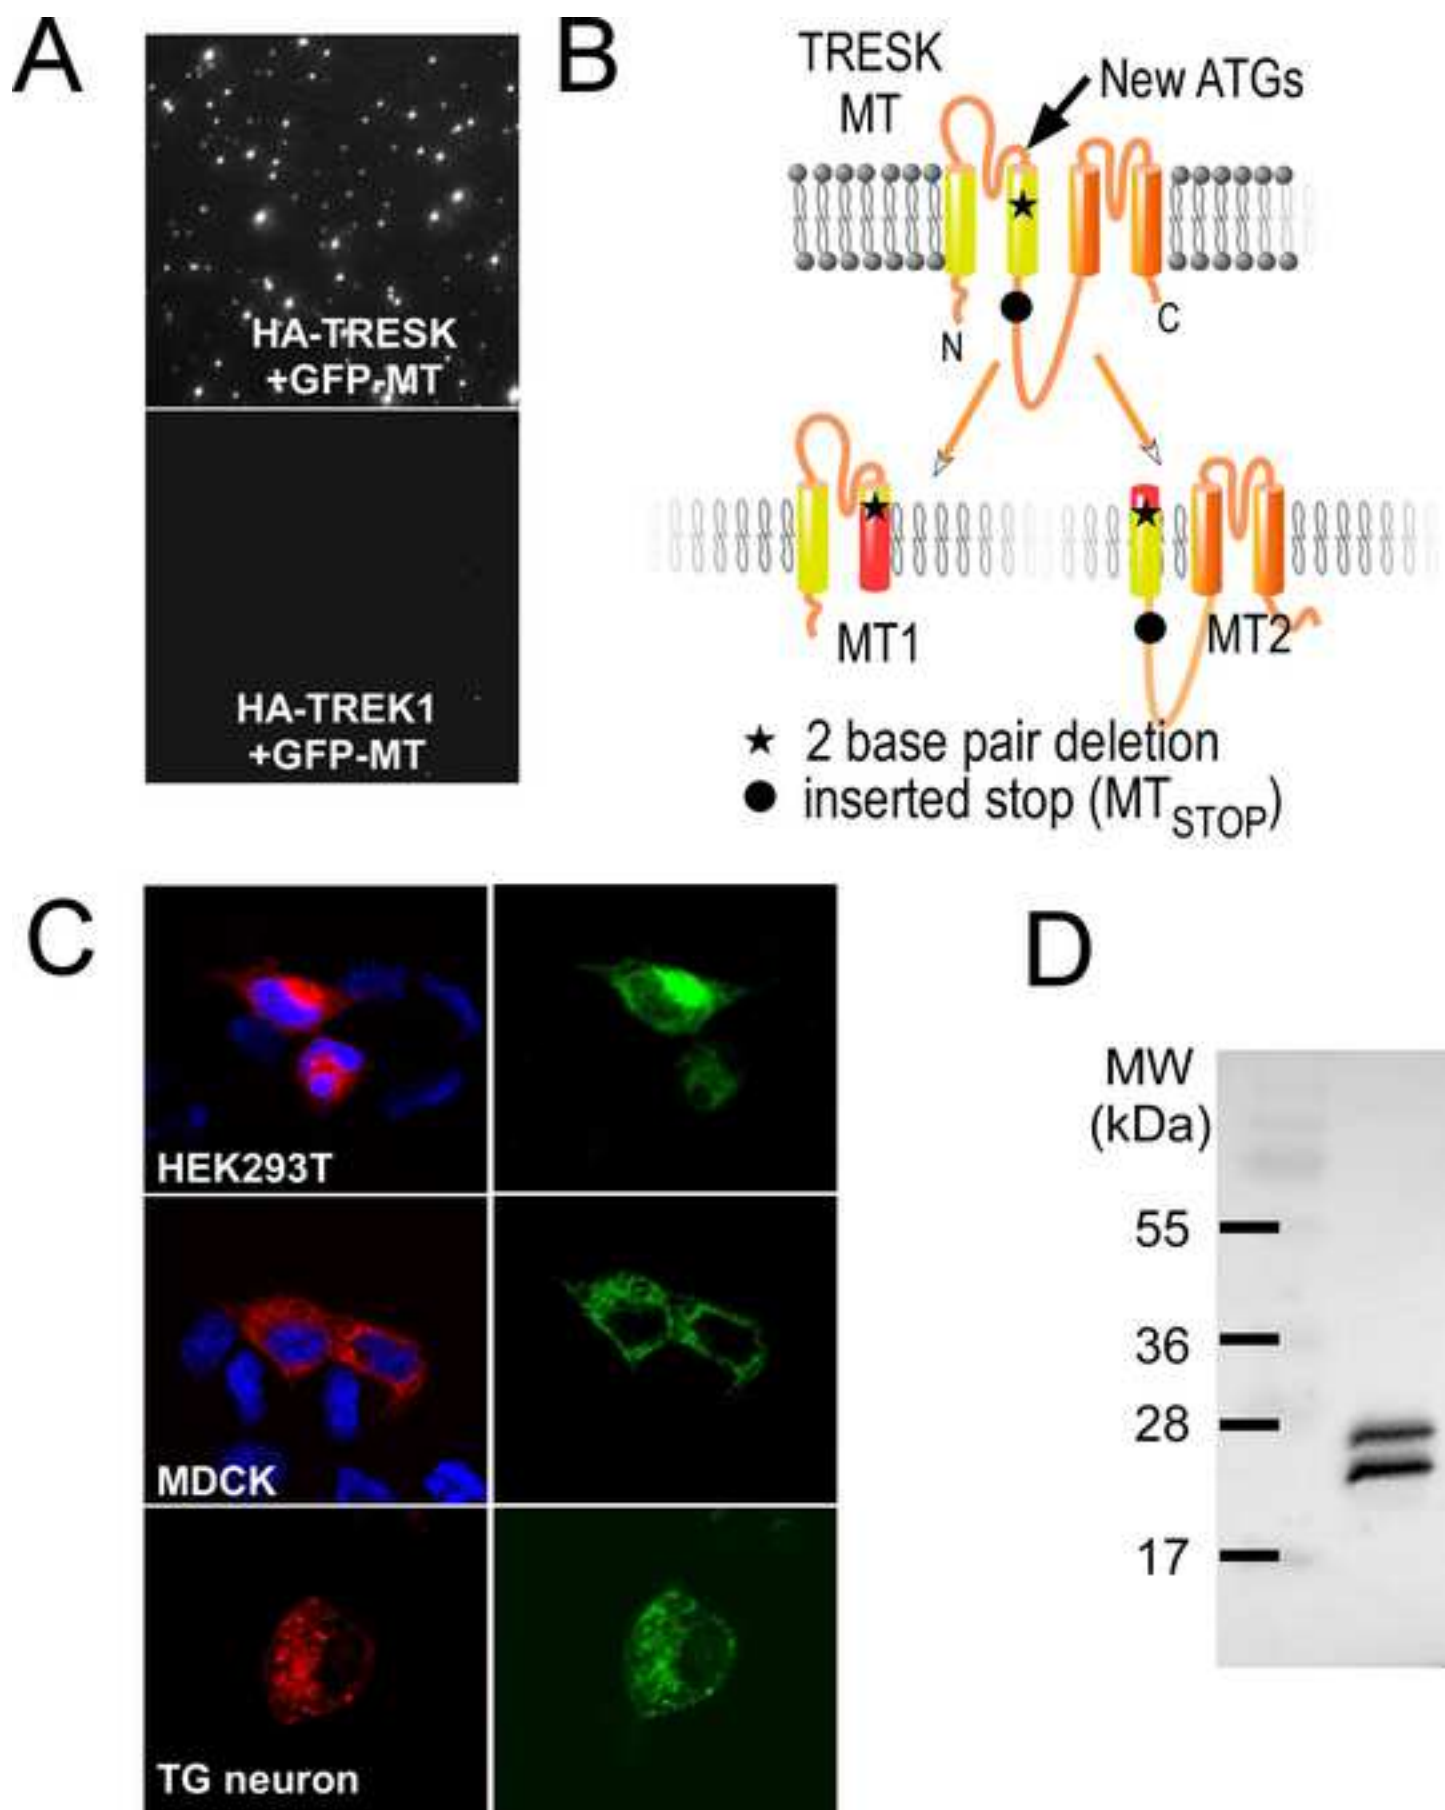 A
HA-TRESK
+GFP-MT
HA-TREK1
+GFP-MT
B
TRESK
MT
New ATGs
N
C
MT1
MT2
★ 2 base pair deletion
● inserted stop (MTSTOP)
C
HEK293T
MDCK
TG neuron
D
MW
(kDa)
55
36
28
17